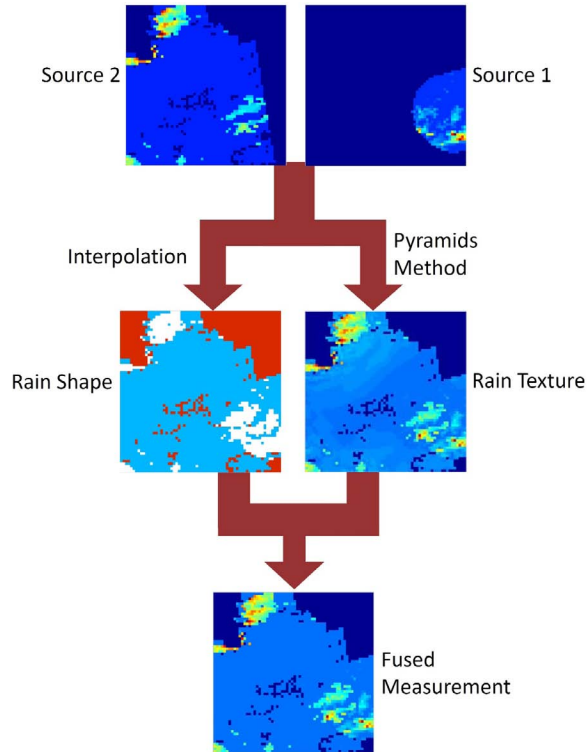 Source 2
Source 1
Interpolation
Pyramids
Method
Rain Shape
Rain Texture
Fused
Measurement